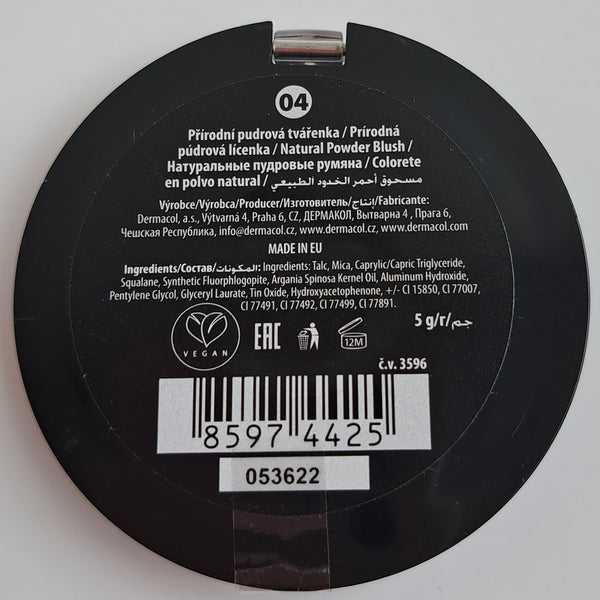 04
Přírodní pudrová tvářenka / Prírodná
púdrová lícenka / Natural Powder Blush /
Натуральные пудровые румяна / Colorete
en polvo natural / مسحوق أحمر الخدود الطبيعي
Výrobce/Výrobca/Producer/Изготовитель/إنتاج/Fabricante:
Dermacol, a.s., Výtvarná 4, Praha 6, CZ, ДЕРМАКОЛ, Вытварна 4 , Прага 6,
Чешская Республика, info@dermacol.cz, www.dermacol.cz, www.dermacol.com
MADE IN EU
Ingredients/Состав/المكونات: Ingredients: Talc, Mica, Caprylic/Capric Triglyceride,
Squalane, Synthetic Fluorphlogopite, Argania Spinosa Kernel Oil, Aluminum Hydroxide,
Pentylene Glycol, Glyceryl Laurate, Tin Oxide, Hydroxyacetophenone, +/- CI 15850, CI 77007,
CI 77491, CI 77492, CI 77499, CI 77891.
5 g/г/جم
VEGAN EAC 12M
č.v. 3596
8597 4425
053622